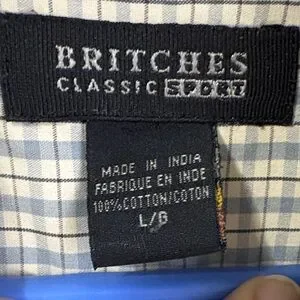 BRITCHES
CLASSIC SPORT
MADE IN INDIA
FABRIQUE EN INDE
100% COTTON/COTON
L/G